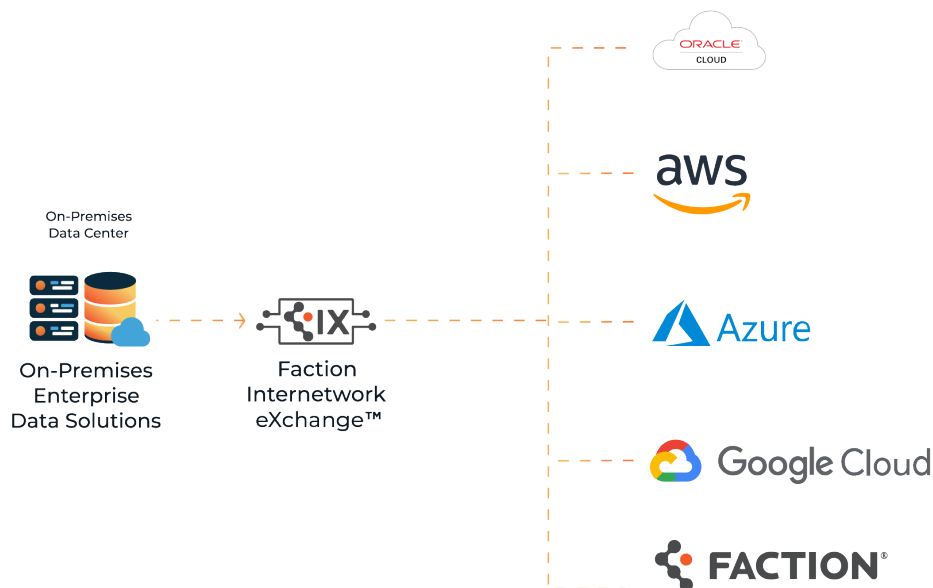 ORACLE
CLOUD
aws
On-Premises
Data Center
IX
Azure
On-Premises
Enterprise
Data Solutions
Faction
Internetwork
eXchange™
Google Cloud
FACTION®